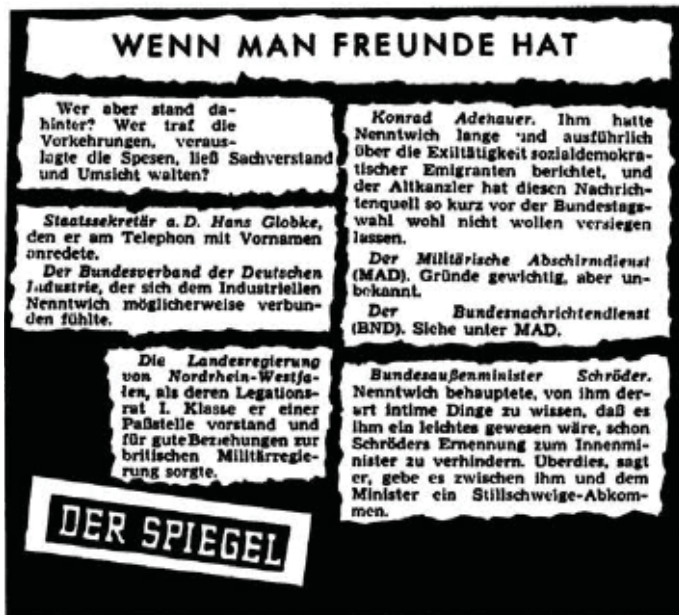 WENN MAN FREUNDE HAT
Wer aber stand da-
hinter? Wer traf die
Vorkehrungen, veraus-
lagte die Spesen, ließ Sachverstand
und Umsicht walten?
Staatssekretär a. D. Hans Globke,
den er am Telephon mit Vornamen
anredete.
Der Bundesverband der Deutschen
Industrie, der sich dem Industriellen
Nenntwich möglicherweise verbun-
den fühlte.
Die Landesregierung
von Nordrhein-Westfa-
len, als deren Legations-
rat I. Klasse er einer
Paßstelle vorstand und
für gute Beziehungen zur
britischen Militärregie-
rung sorgte.
Konrad Adenauer. Ihm hatte
Nenntwich lange und ausführlich
über die Exiltätigkeit sozialdemokra-
tischer Emigranten berichtet, und
der Altkanzler hat diesen Nachrich-
tenquell so kurz vor der Bundestags-
wahl wohl nicht wollen versiegen
lassen.
Der Militärische Abschirmdienst
(MAD). Gründe gewichtig, aber un-
bekannt.
Der Bundesnachrichtendienst
(BND). Siehe unter MAD.
Bundesaußenminister Schröder.
Nenntwich behauptete, von ihm der-
art intime Dinge zu wissen, daß es
ihm ein leichtes gewesen wäre, schon
Schröders Ernennung zum Innenmi-
nister zu verhindern. Überdies, sagt
er, gebe es zwischen ihm und dem
Minister ein Stillschweige-Abkom-
men.
DER SPIEGEL